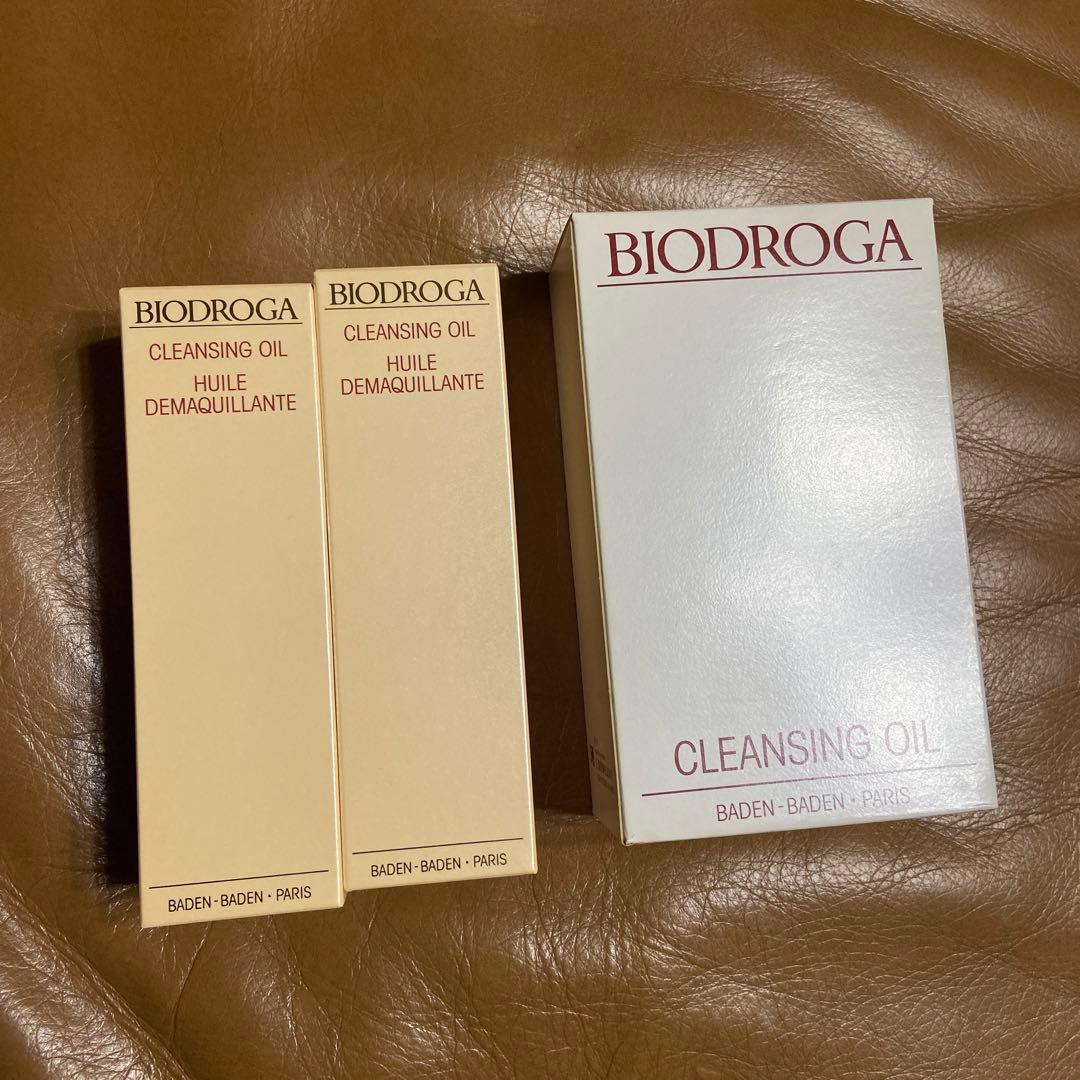 BIODROGA
CLEANSING OIL
HUILE
DEMAQUILLANTE
BADEN-BADEN • PARIS
BIODROGA
CLEANSING OIL
HUILE
DEMAQUILLANTE
BADEN-BADEN • PARIS
BIODROGA
CLEANSING OIL
BADEN-BADEN • PARIS